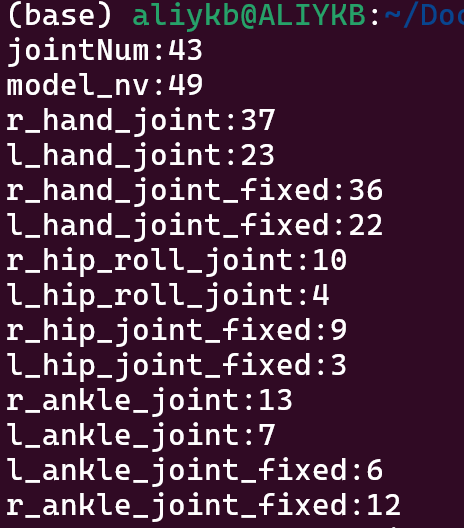 (base) aliykb@ALIYKB:~/Doc
jointNum:43
model_nv:49
r_hand_joint:37
l_hand_joint:23
r_hand_joint_fixed:36
l_hand_joint_fixed:22
r_hip_roll_joint:10
l_hip_roll_joint:4
r_hip_joint_fixed:9
l_hip_joint_fixed:3
r_ankle_joint:13
l_ankle_joint:7
l_ankle_joint_fixed:6
r_ankle_joint_fixed:12